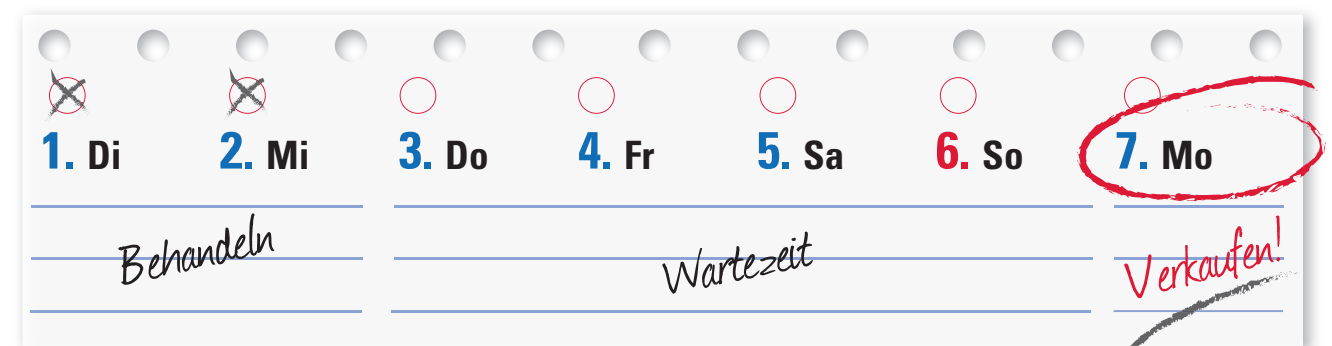 1. Di 2. Mi 3. Do 4. Fr 5. Sa 6. So 7. Mo
Behandeln Wartezeit Verkaufen!